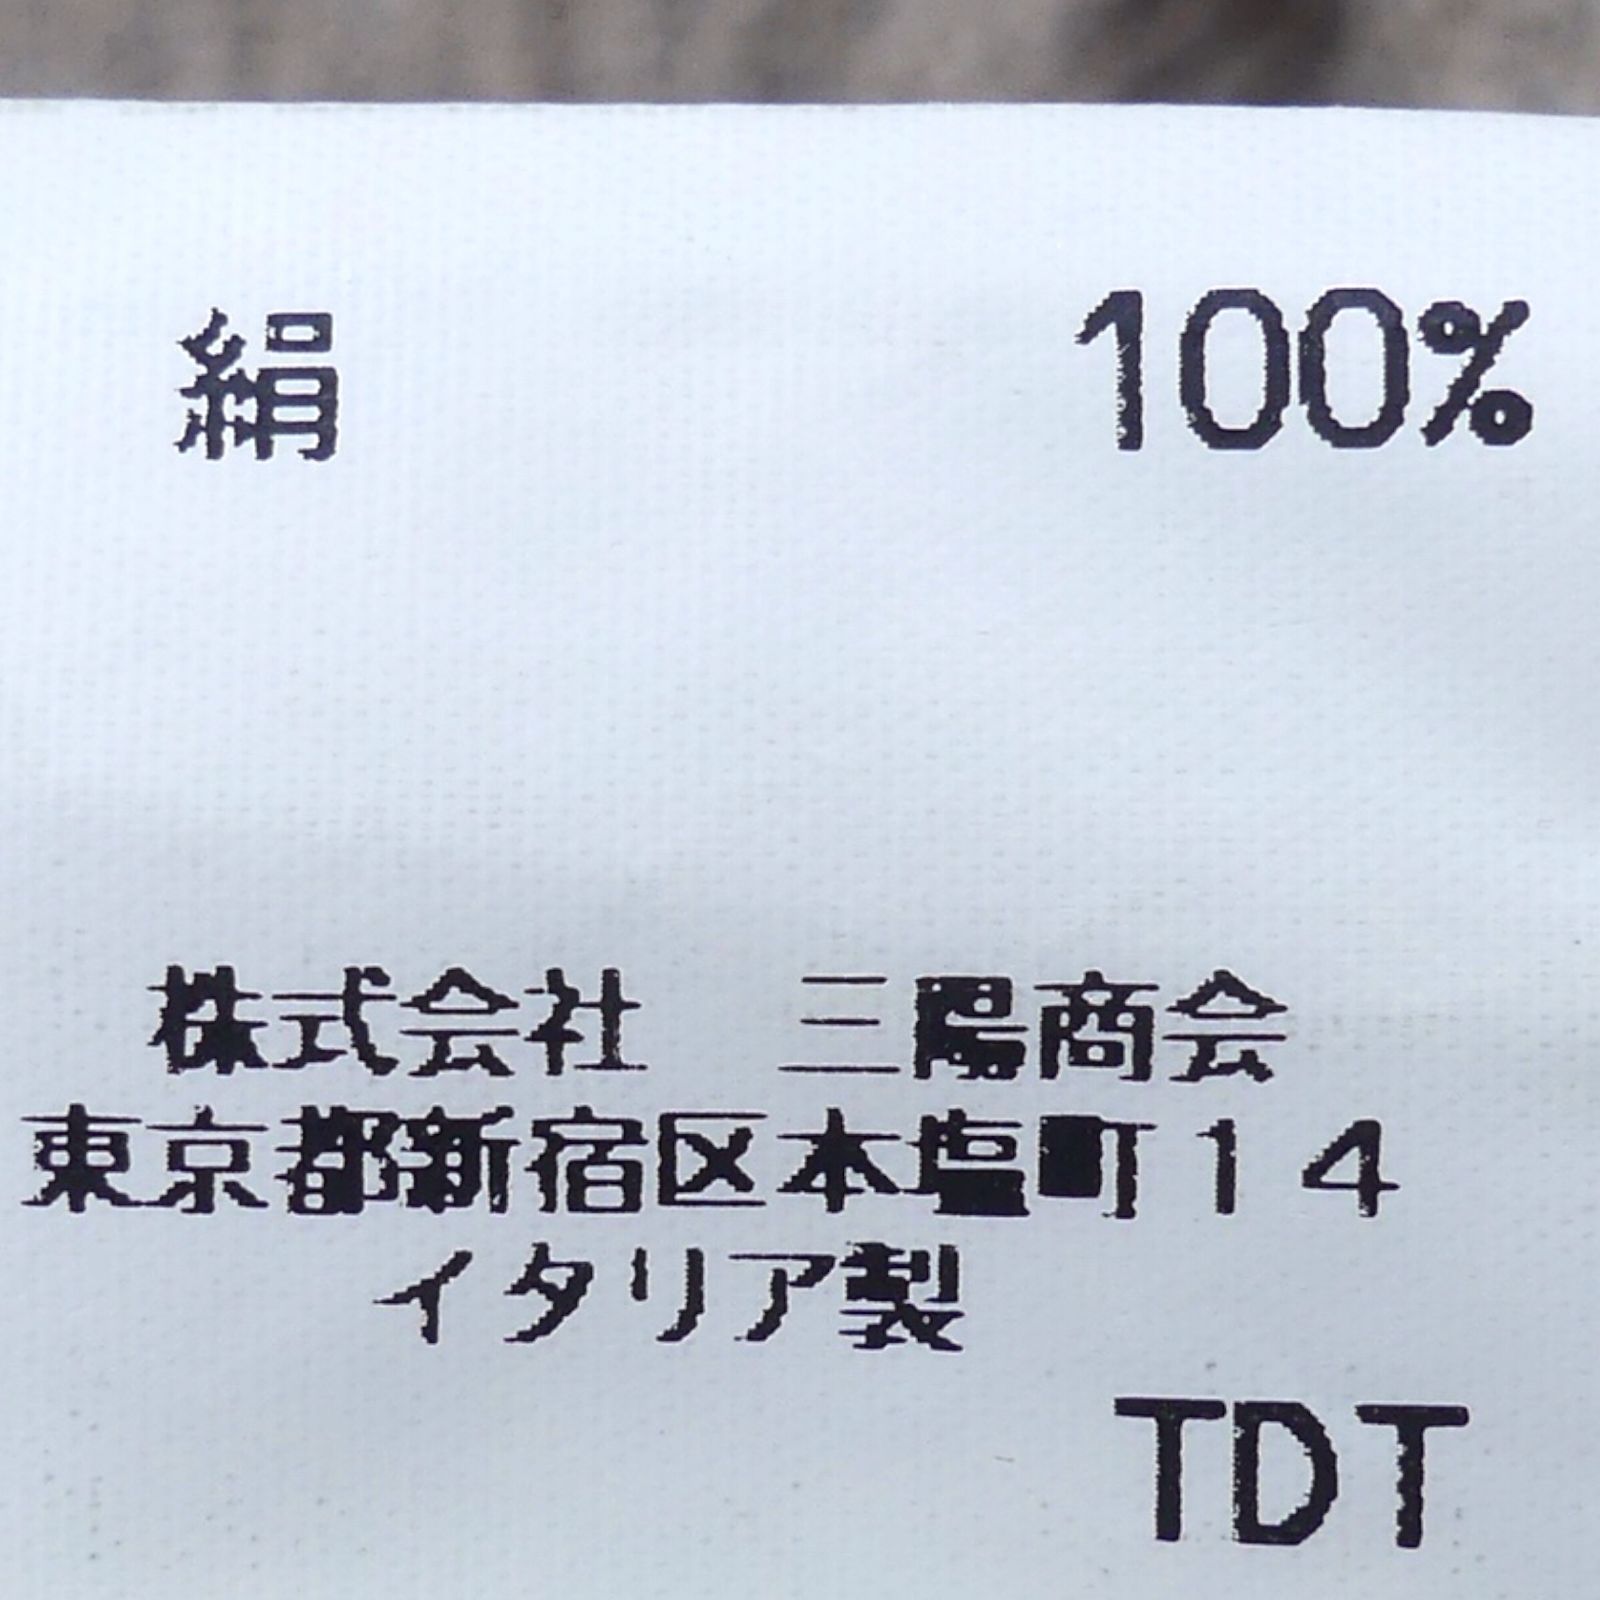 絹 100%
株式会社 三陽商会
東京都新宿区本塩町14
イタリア製
TDT